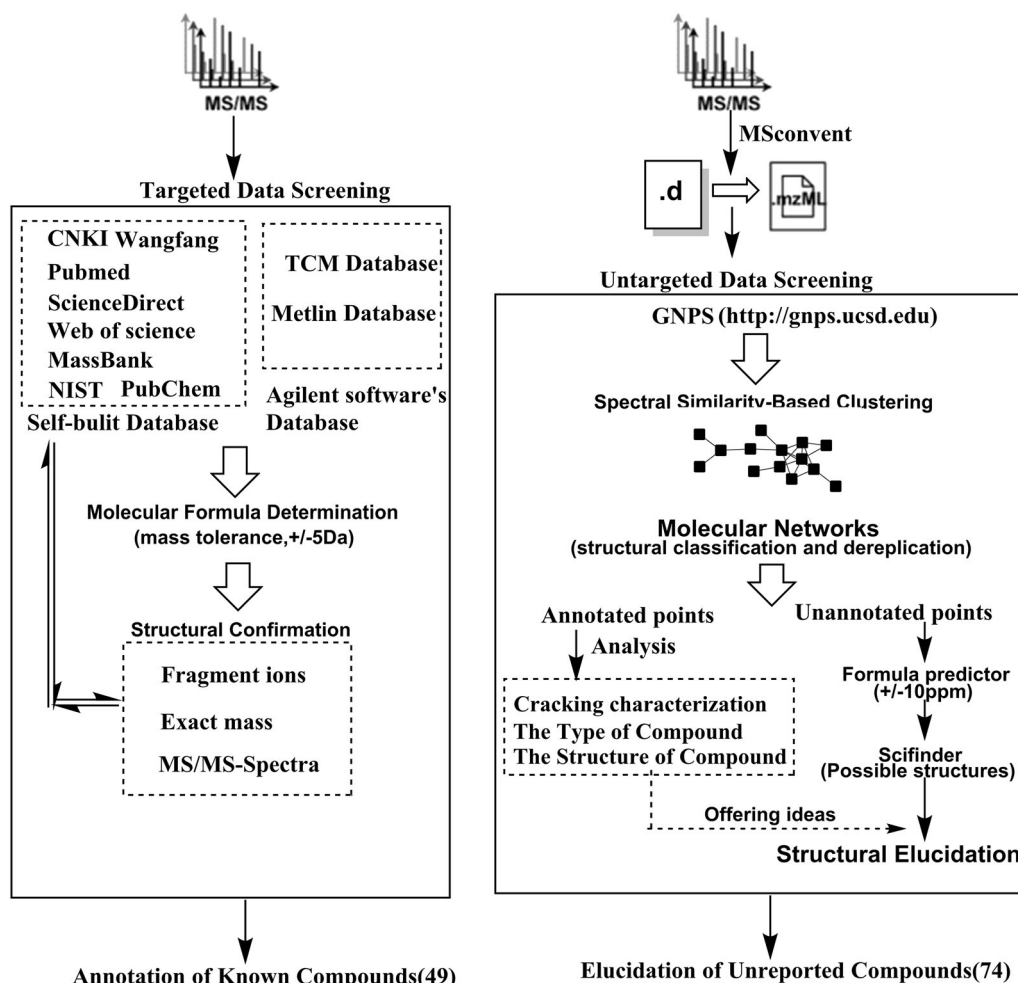 MS/MS
Targeted Data Screening
CNKI Wangfang
Pubmed
ScienceDirect
Web of science
MassBank
NIST PubChem
Self-bulit Database
TCM Database
Metlin Database
Agilent software's
Database
Molecular Formula Determination
(mass tolerance,+/-5Da)
Structural Confirmation
Fragment ions
Exact mass
MS/MS-Spectra
Annotation of Known Compounds(49)
MS/MS
MSconvent
.d
.mzML
Untargeted Data Screening
GNPS (http://gnps.ucsd.edu)
Spectral Similarity-Based Clustering
Molecular Networks
(structural classification and dereplication)
Annotated points
Analysis
Cracking characterization
The Type of Compound
The Structure of Compound
Unannotated points
Formula predictor
(+/-10ppm)
Scifinder
(Possible structures)
Offering ideas
Structural Elucidation
Elucidation of Unreported Compounds(74)